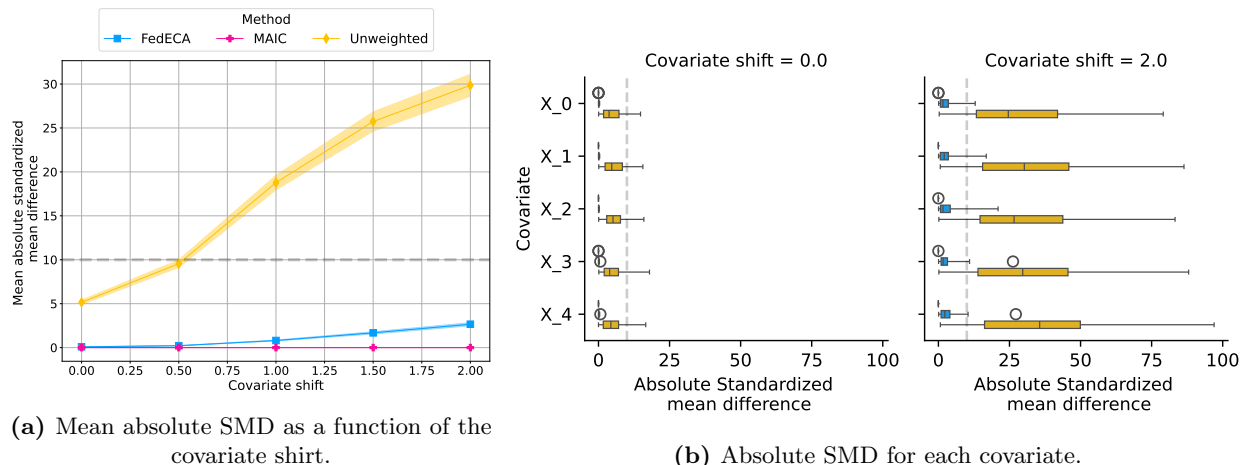 Method
FedECA MAIC Unweighted
Mean absolute standardized
mean difference
30
25
20
15
10
5
0
0.00 0.25 0.50 0.75 1.00 1.25 1.50 1.75 2.00
Covariate shift
(a) Mean absolute SMD as a function of the
covariate shirt.
Covariate shift = 0.0
Covariate shift = 2.0
Covariate
X_0
X_1
X_2
X_3
X_4
0 25 50 75 100
Absolute Standardized
mean difference
0 25 50 75 100
Absolute Standardized
mean difference
(b) Absolute SMD for each covariate.